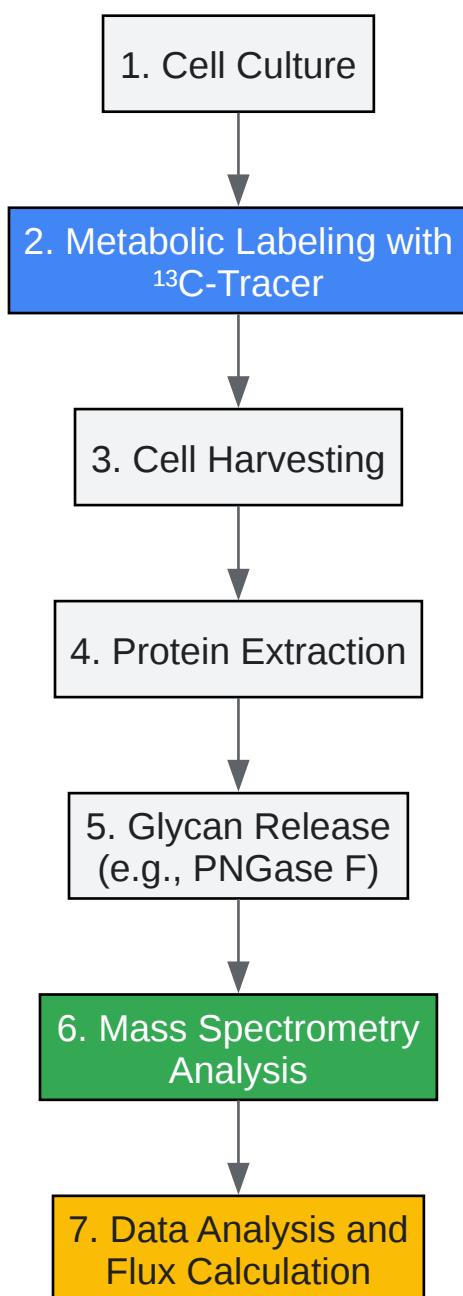 1. Cell Culture
2. Metabolic Labeling with
¹³C-Tracer
3. Cell Harvesting
4. Protein Extraction
5. Glycan Release
(e.g., PNGase F)
6. Mass Spectrometry
Analysis
7. Data Analysis and
Flux Calculation